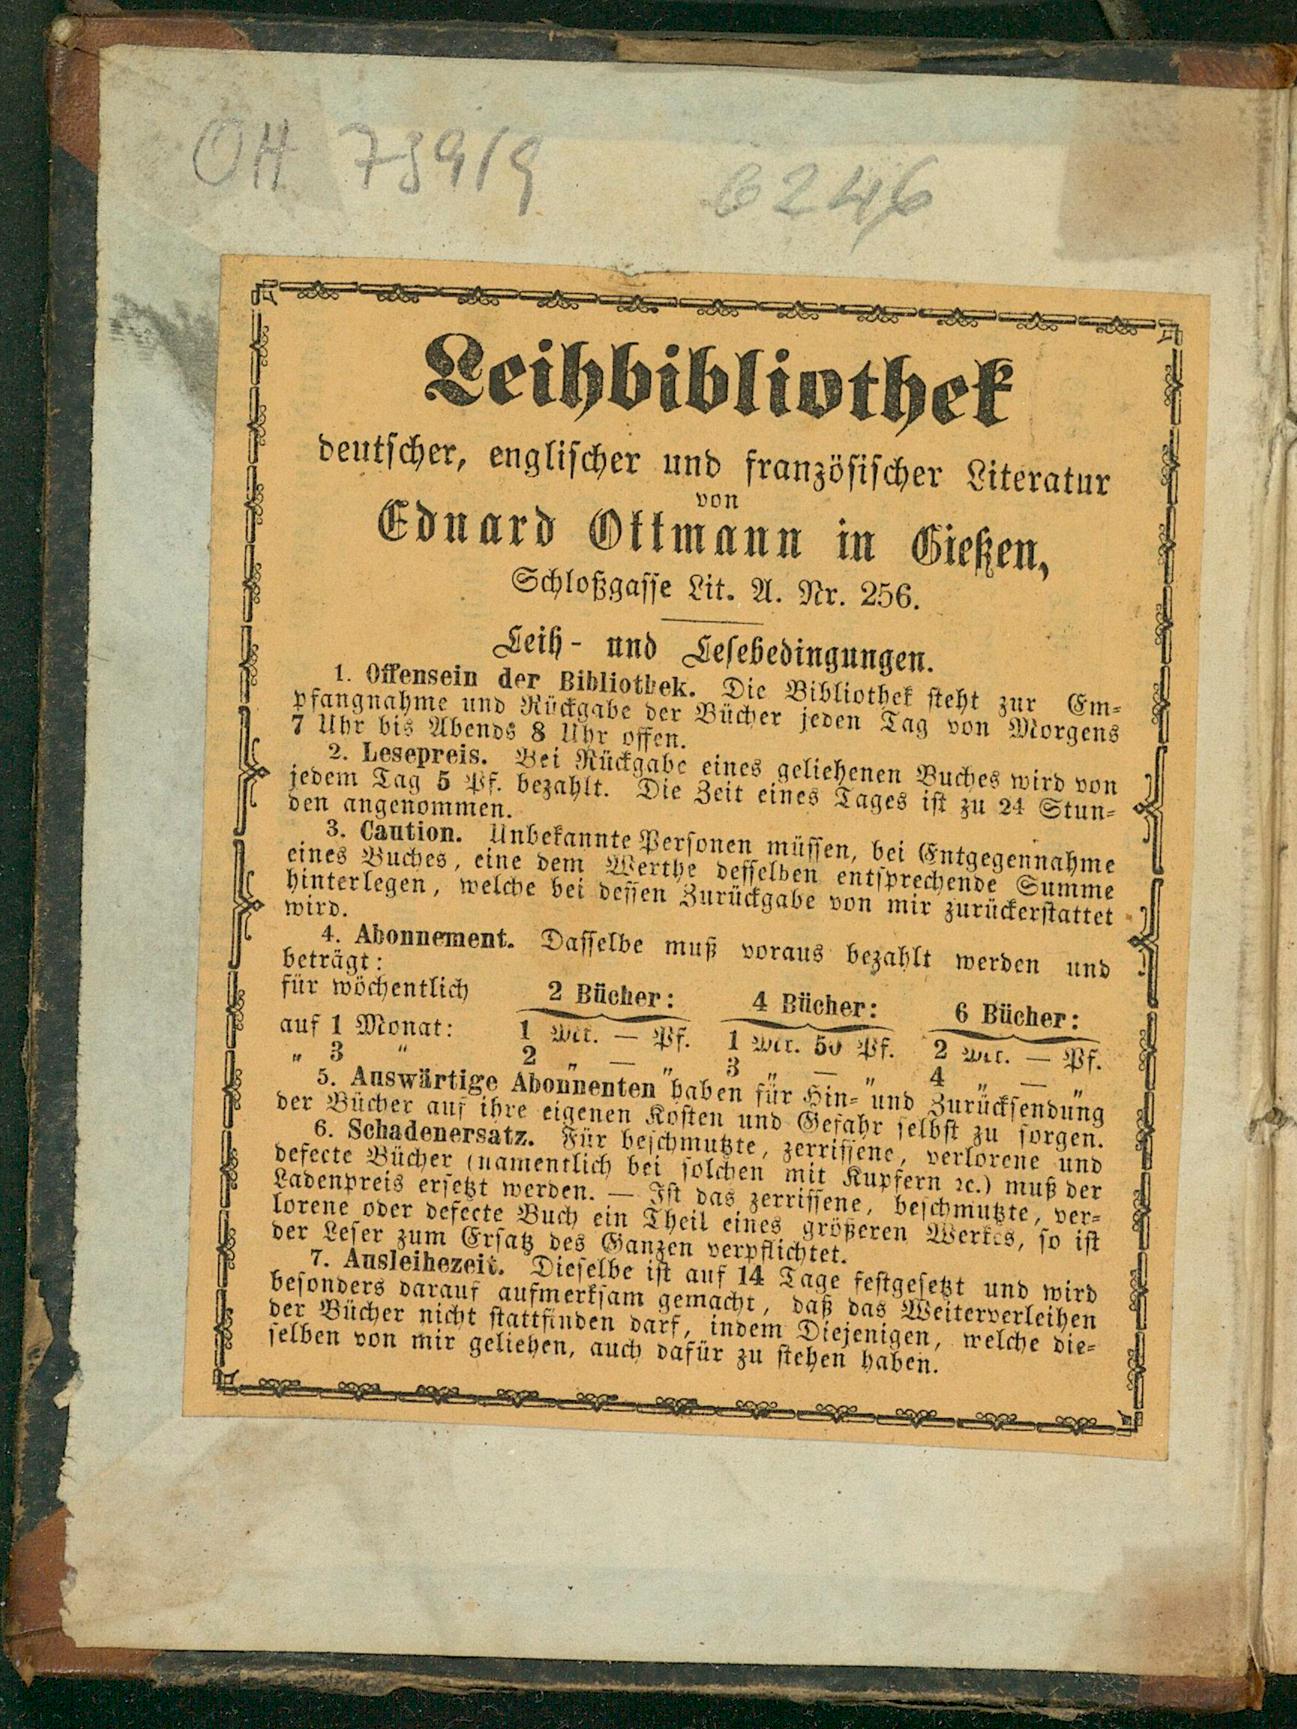 OH 739/9 B246
Leihbibliothek
deutscher, englischer und französischer Literatur
von
Eduard Ottmann in Gießen,
Schloßgasse Lit. A. Nr. 256.
Leih- und Lesebedingungen.
1. Offensein der Bibliothek. Die Bibliothek steht zur Em-
pfangnahme und Rückgabe der Bücher jeden Tag von Morgens
7 Uhr bis Abends 8 Uhr offen.
2. Lesepreis. Bei Rückgabe eines geliehenen Buches wird von
jedem Tag 5 Pf. bezahlt. Die Zeit eines Tages ist zu 24 Stun-
den angenommen.
3. Caution. Unbekannte Personen müssen, bei Entgegennahme
eines Buches, eine dem Werthe desselben entsprechende Summe
hinterlegen, welche bei dessen Zurückgabe von mir zurückerstattet
wird.
4. Abonnement. Dasselbe muß voraus bezahlt werden und
beträgt:
für wöchentlich 2 Bücher: 4 Bücher: 6 Bücher:
auf 1 Monat: 1 Mk. — Pf. 1 Mk. 50 Pf. 2 Mk. — Pf.
„ 3 „ 2 „ — „ 3 „ — „ 4 „ — „
5. Auswärtige Abonnenten haben für Hin- und Zurücksendung
der Bücher auf ihre eigenen Kosten und Gefahr selbst zu sorgen.
6. Schadenersatz. Für beschmutzte, zerrissene, verlorene und
defecte Bücher (namentlich bei solchen mit Kupfern ꝛc.) muß der
Ladenpreis ersetzt werden. — Ist das zerrissene, beschmutzte, ver-
lorene oder defecte Buch ein Theil eines größeren Werkes, so ist
der Leser zum Ersatz des Ganzen verpflichtet.
7. Ausleihezeit. Dieselbe ist auf 14 Tage festgesetzt und wird
besonders darauf aufmerksam gemacht, daß das Weiterverleihen
der Bücher nicht stattfinden darf, indem Diejenigen, welche die-
selben von mir geliehen, auch dafür zu stehen haben.